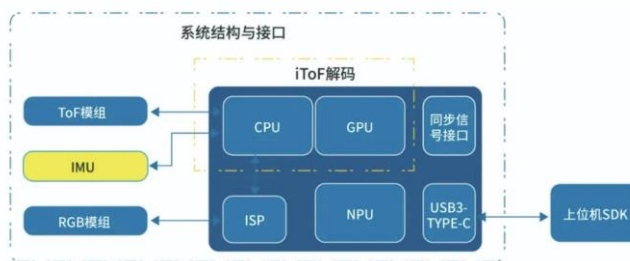 系统结构与接口
iToF解码
ToF模组
CPU
GPU
同步信
号接口
IMU
RGB模组
ISP
NPU
USB3-
TYPE-C
上位机SDK